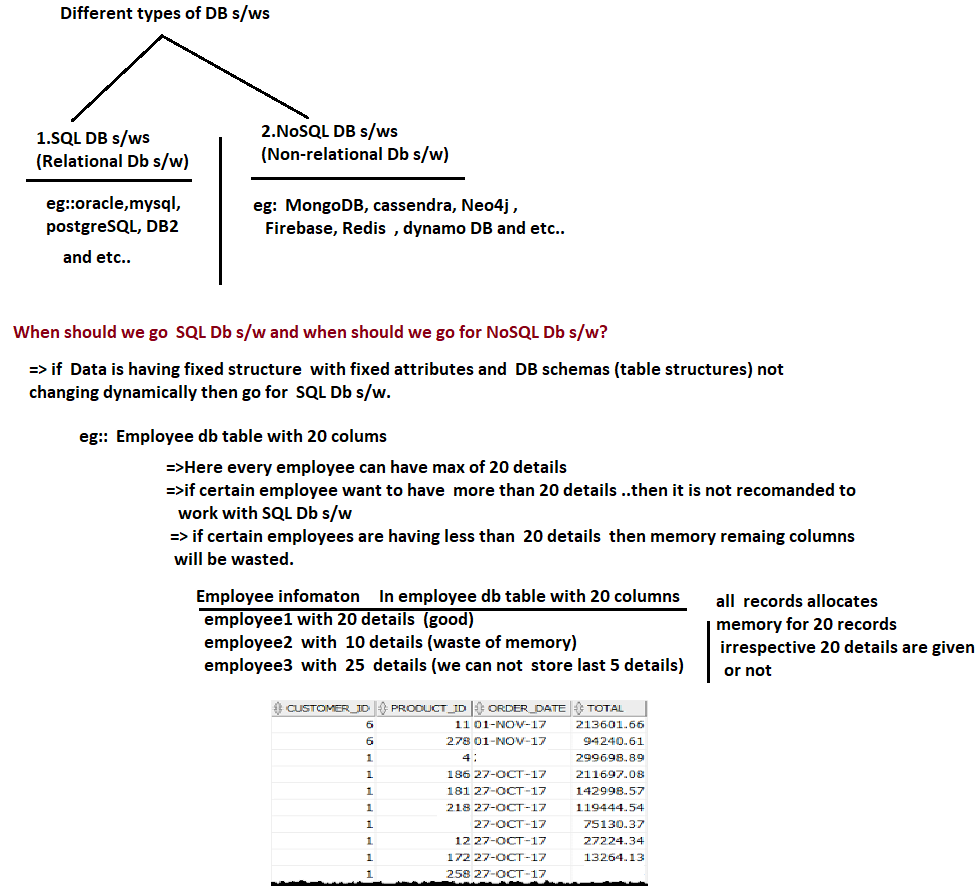 Different types of DB s/ws
1.SQL DB s/ws
(Relational Db s/w)
2.NoSQL DB s/ws
(Non-relational Db s/w)
eg::oracle,mysql,
postgreSQL, DB2
and etc..
eg: MongoDB, cassendra, Neo4j ,
Firebase, Redis , dynamo DB and etc..
When should we go SQL Db s/w and when should we go for NoSQL Db s/w?
=> if Data is having fixed structure with fixed attributes and DB schemas (table structures) not
changing dynamically then go for SQL Db s/w.
eg:: Employee db table with 20 colums
=>Here every employee can have max of 20 details
=>if certain employee want to have more than 20 details ..then it is not recomanded to
work with SQL Db s/w
=> if certain employees are having less than 20 details then memory remaing columns
will be wasted.
Employee infomaton In employee db table with 20 columns
employee1 with 20 details (good)
employee2 with 10 details (waste of memory)
employee3 with 25 details (we can not store last 5 details)
all records allocates
memory for 20 records
irrespective 20 details are given
or not
CUSTOMER_ID PRODUCT_ID ORDER_DATE TOTAL
6 11 01-NOV-17 213601.66
6 278 01-NOV-17 94240.61
1 4 299698.89
1 186 27-OCT-17 211697.08
1 181 27-OCT-17 142998.57
1 218 27-OCT-17 119444.54
1 27-OCT-17 75130.37
1 12 27-OCT-17 27224.34
1 172 27-OCT-17 13264.13
1 258 27-OCT-17